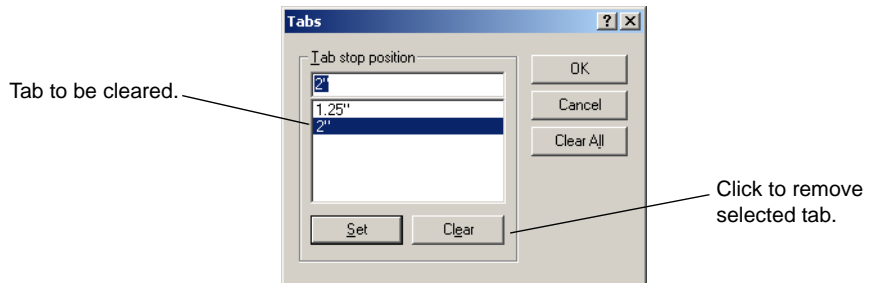 Tabs
Tab stop position
2"
1.25"
2"
OK
Cancel
Clear All
Set
Clear
Tab to be cleared.
Click to remove
selected tab.